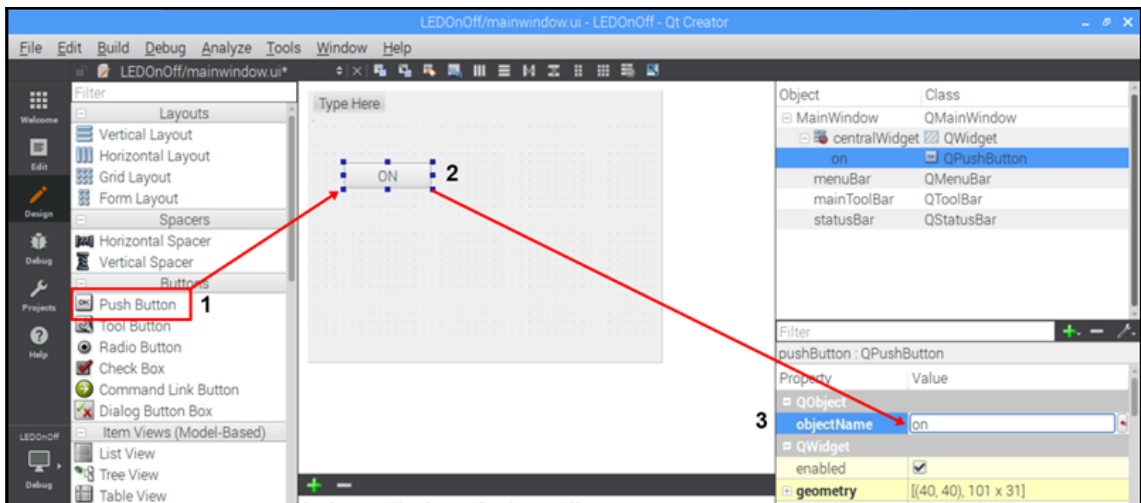 LEDOnOff/mainwindow.ui - LEDOnOff - Qt Creator
File Edit Build Debug Analyze Tools Window Help
LEDOnOff/mainwindow.ui*
Welcome
Edit
Design
Debug
Projects
Help
LEDOnOff
Debug
Filter
Layouts
Vertical Layout
Horizontal Layout
Grid Layout
Form Layout
Spacers
Horizontal Spacer
Vertical Spacer
Buttons
Push Button 1
Tool Button
Radio Button
Check Box
Command Link Button
Dialog Button Box
Item Views (Model-Based)
List View
Tree View
Table View
Type Here
ON 2
Object Class
MainWindow QMainWindow
centralWidget QWidget
on QPushButton
menuBar QMenuBar
mainToolBar QToolBar
statusBar QStatusBar
Filter
pushButton : QPushButton
Property Value
QObject
3 objectName on
QWidget
enabled
geometry [(40, 40), 101 x 31]